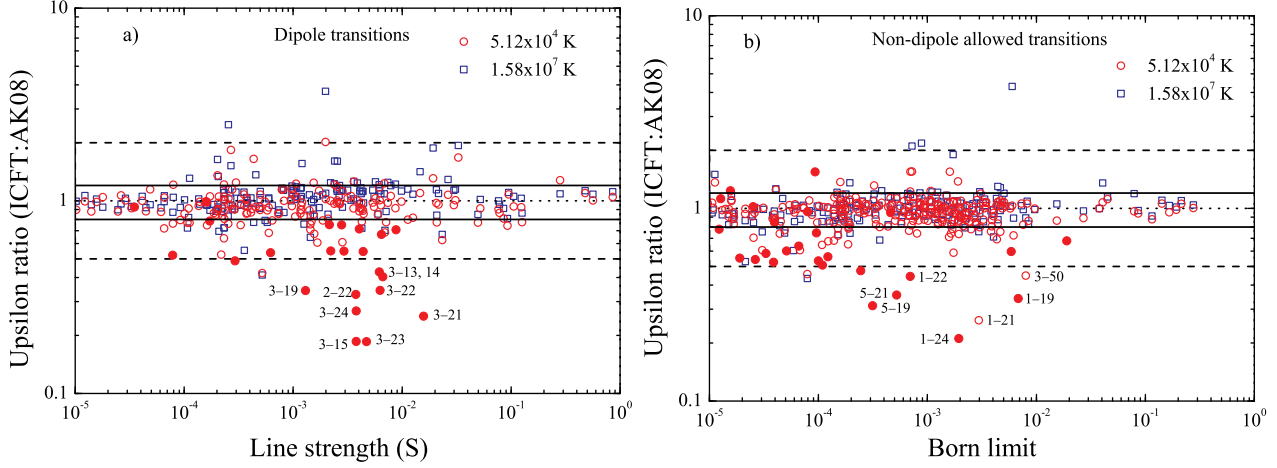 a) Dipole transitions
5.12x10⁴ K
1.58x10⁷ K
Upsilon ratio (ICFT:AK08)
10
1
0.1
3–19
2–22
3–24
3–15
3–13, 14
3–22
3–21
3–23
10⁻⁵ 10⁻⁴ 10⁻³ 10⁻² 10⁻¹ 10⁰
Line strength (S)
b) Non-dipole allowed transitions
5.12x10⁴ K
1.58x10⁷ K
Upsilon ratio (ICFT:AK08)
10
1
0.1
1–22
3–50
5–21
5–19
1–19
1–21
1–24
10⁻⁵ 10⁻⁴ 10⁻³ 10⁻² 10⁻¹ 10⁰
Born limit